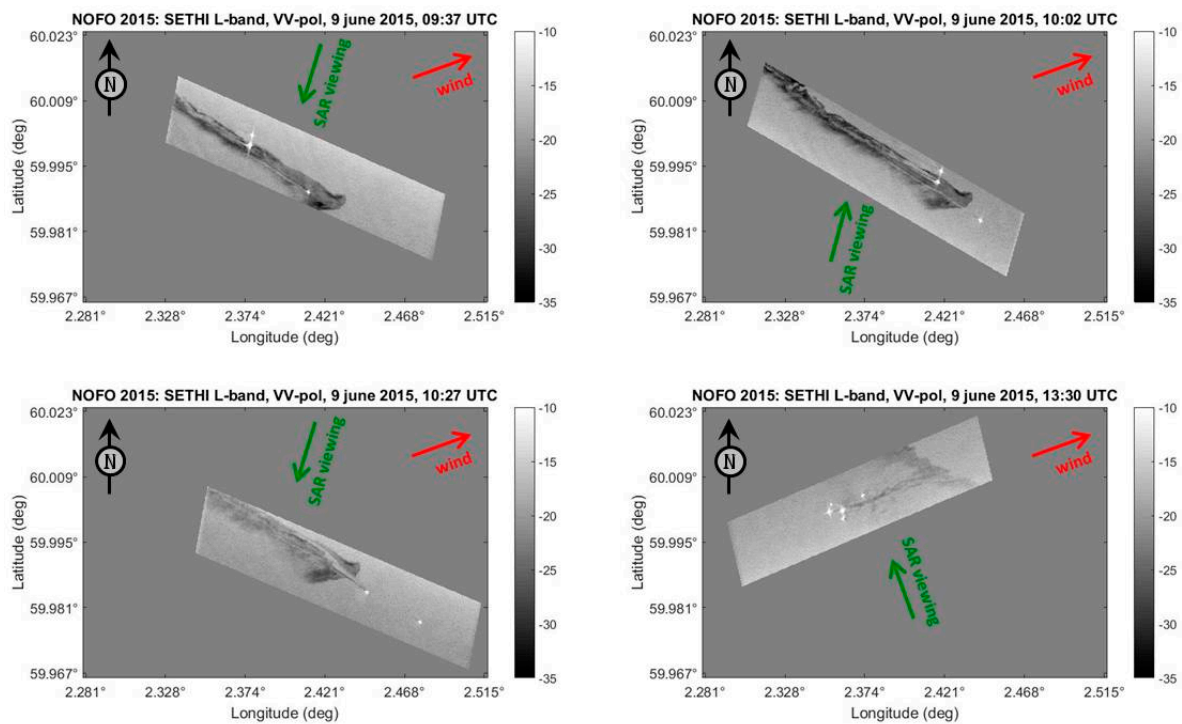 NOFO 2015: SETHI L-band, VV-pol, 9 june 2015, 09:37 UTC
60.023°
60.009°
59.995°
59.981°
59.967°
Latitude (deg)
N
SAR viewing
wind
2.281° 2.328° 2.374° 2.421° 2.468° 2.515°
Longitude (deg)
-10
-15
-20
-25
-30
-35
NOFO 2015: SETHI L-band, VV-pol, 9 june 2015, 10:02 UTC
60.023°
60.009°
59.995°
59.981°
59.967°
Latitude (deg)
N
SAR viewing
wind
2.281° 2.328° 2.374° 2.421° 2.468° 2.515°
Longitude (deg)
-10
-15
-20
-25
-30
-35
NOFO 2015: SETHI L-band, VV-pol, 9 june 2015, 10:27 UTC
60.023°
60.009°
59.995°
59.981°
59.967°
Latitude (deg)
N
SAR viewing
wind
2.281° 2.328° 2.374° 2.421° 2.468° 2.515°
Longitude (deg)
-10
-15
-20
-25
-30
-35
NOFO 2015: SETHI L-band, VV-pol, 9 june 2015, 13:30 UTC
60.023°
60.009°
59.995°
59.981°
59.967°
Latitude (deg)
N
SAR viewing
wind
2.281° 2.328° 2.374° 2.421° 2.468° 2.515°
Longitude (deg)
-10
-15
-20
-25
-30
-35